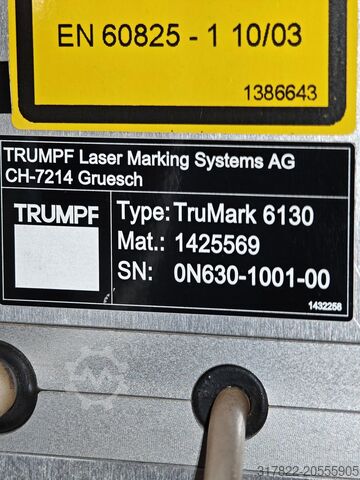 EN 60825 - 1 10/03
1386643
TRUMPF Laser Marking Systems AG
CH-7214 Gruesch
TRUMPF
Type: TruMark 6130
Mat.: 1425569
SN: 0N630-1001-00
1432258
317822-20555905